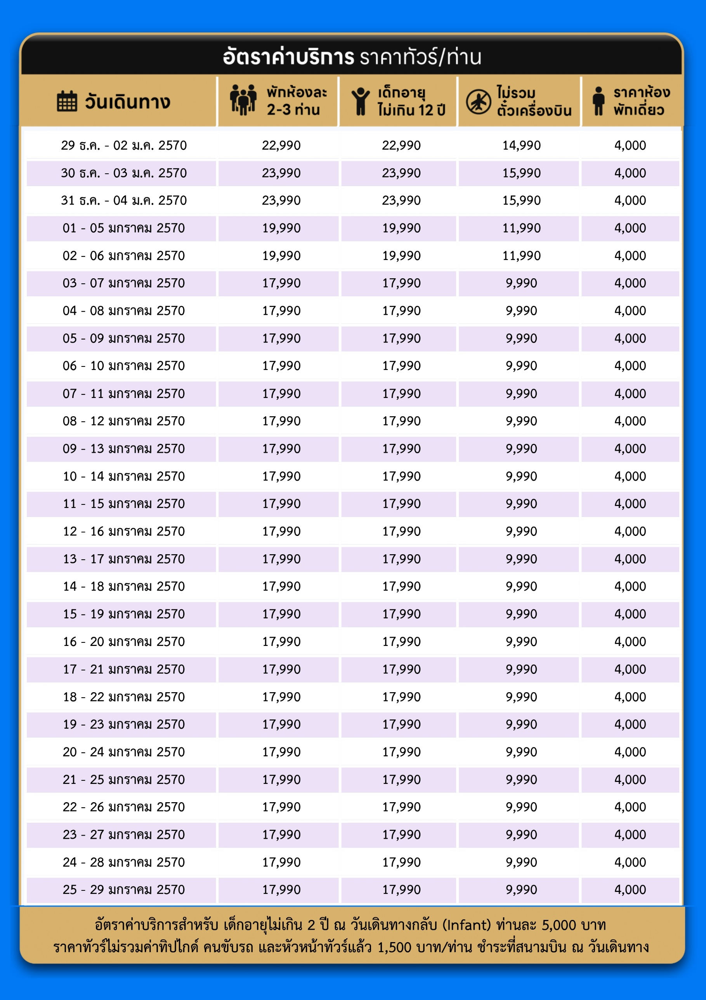 อัตราค่าบริการ ราคาทัวร์/ท่าน
วันเดินทาง พักห้องละ 2-3 ท่าน เด็กอายุ ไม่เกิน 12 ปี ไม่รวม ตั๋วเครื่องบิน ราคาห้อง พักเดี่ยว
29 ธ.ค. - 02 ม.ค. 2570 22,990 22,990 14,990 4,000
30 ธ.ค. - 03 ม.ค. 2570 23,990 23,990 15,990 4,000
31 ธ.ค. - 04 ม.ค. 2570 23,990 23,990 15,990 4,000
01 - 05 มกราคม 2570 19,990 19,990 11,990 4,000
02 - 06 มกราคม 2570 19,990 19,990 11,990 4,000
03 - 07 มกราคม 2570 17,990 17,990 9,990 4,000
04 - 08 มกราคม 2570 17,990 17,990 9,990 4,000
05 - 09 มกราคม 2570 17,990 17,990 9,990 4,000
06 - 10 มกราคม 2570 17,990 17,990 9,990 4,000
07 - 11 มกราคม 2570 17,990 17,990 9,990 4,000
08 - 12 มกราคม 2570 17,990 17,990 9,990 4,000
09 - 13 มกราคม 2570 17,990 17,990 9,990 4,000
10 - 14 มกราคม 2570 17,990 17,990 9,990 4,000
11 - 15 มกราคม 2570 17,990 17,990 9,990 4,000
12 - 16 มกราคม 2570 17,990 17,990 9,990 4,000
13 - 17 มกราคม 2570 17,990 17,990 9,990 4,000
14 - 18 มกราคม 2570 17,990 17,990 9,990 4,000
15 - 19 มกราคม 2570 17,990 17,990 9,990 4,000
16 - 20 มกราคม 2570 17,990 17,990 9,990 4,000
17 - 21 มกราคม 2570 17,990 17,990 9,990 4,000
18 - 22 มกราคม 2570 17,990 17,990 9,990 4,000
19 - 23 มกราคม 2570 17,990 17,990 9,990 4,000
20 - 24 มกราคม 2570 17,990 17,990 9,990 4,000
21 - 25 มกราคม 2570 17,990 17,990 9,990 4,000
22 - 26 มกราคม 2570 17,990 17,990 9,990 4,000
23 - 27 มกราคม 2570 17,990 17,990 9,990 4,000
24 - 28 มกราคม 2570 17,990 17,990 9,990 4,000
25 - 29 มกราคม 2570 17,990 17,990 9,990 4,000
อัตราค่าบริการสำหรับ เด็กอายุไม่เกิน 2 ปี ณ วันเดินทางกลับ (Infant) ท่านละ 5,000 บาท
ราคาทัวร์ไม่รวมค่าทิปไกด์ คนขับรถ และหัวหน้าทัวร์แล้ว 1,500 บาท/ท่าน ชำระที่สนามบิน ณ วันเดินทาง